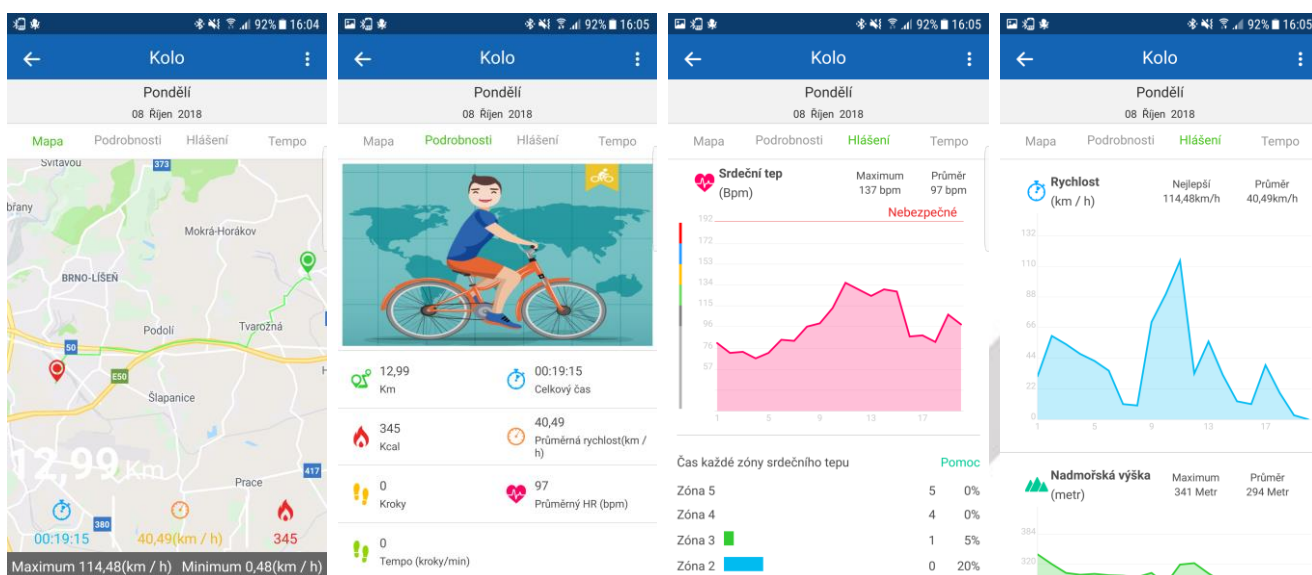 92% 16:04
Kolo
Pondělí
08 Říjen 2018
Mapa Podrobnosti Hlášení Tempo
Svitavou
373
Mokrá-Horákov
BRNO-LÍŠEŇ
Podolí
Tvarožná
50
E50
Šlapanice
12,99 Km
417
Prace
380
00:19:15 40,49(km / h) 345
Maximum 114,48(km / h) Minimum 0,48(km / h)
92% 16:05
Kolo
Pondělí
08 Říjen 2018
Mapa Podrobnosti Hlášení Tempo
12,99
Km
00:19:15
Celkový čas
345
Kcal
40,49
Průměrná rychlost(km /
h)
0
Kroky
97
Průměrný HR (bpm)
0
Tempo (kroky/min)
92% 16:05
Kolo
Pondělí
08 Říjen 2018
Mapa Podrobnosti Hlášení Tempo
Srdeční tep
(Bpm)
Maximum
137 bpm
Průměr
97 bpm
Nebezpečné
192
172
153
134
115
96
76
57
1 5 9 13 17
Čas každé zóny srdečního tepu Pomoc
Zóna 5 5 0%
Zóna 4 4 0%
Zóna 3 1 5%
Zóna 2 0 20%
92% 16:05
Kolo
Pondělí
08 Říjen 2018
Mapa Podrobnosti Hlášení Tempo
Rychlost
(km / h)
Nejlepší
114,48km/h
Průměr
40,49km/h
132
110
88
66
44
22
0
1 5 9 13 17
Nadmořská výška
(metr)
Maximum
341 Metr
Průměr
294 Metr
384
320